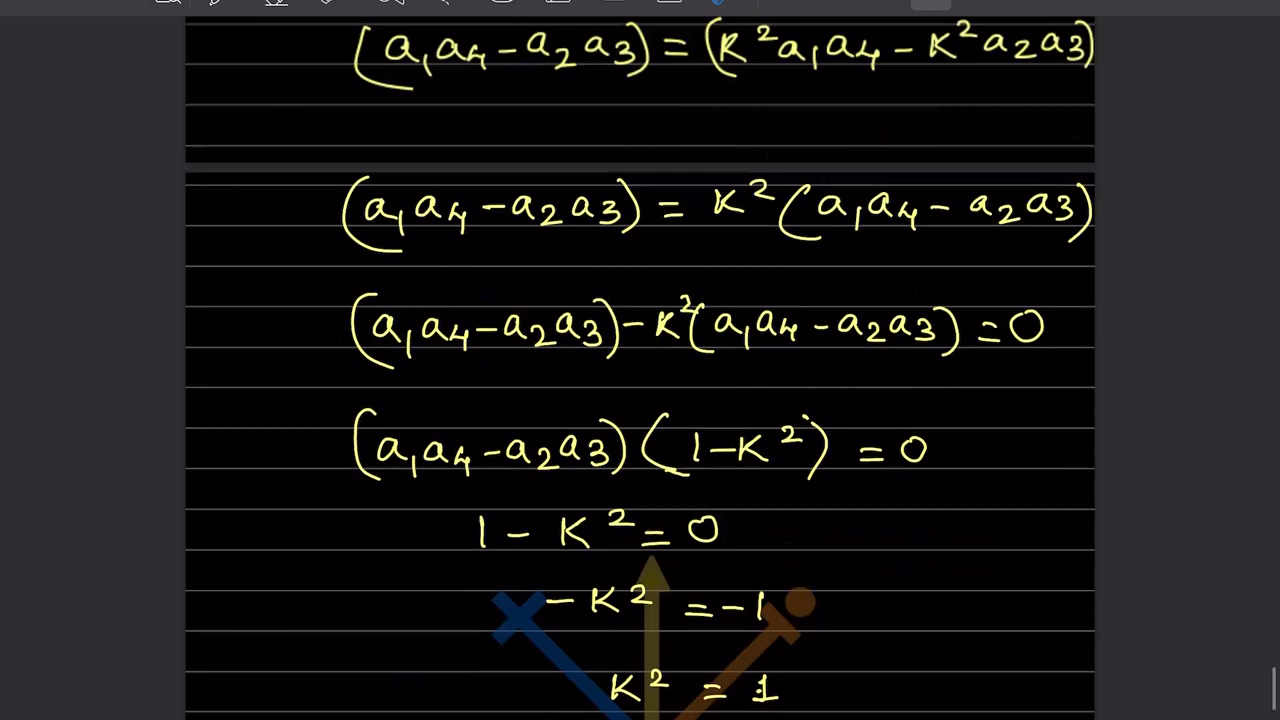 (a₁a₄ - a₂a₃) = (K²a₁a₄ - K²a₂a₃)
(a₁a₄ - a₂a₃) = K²(a₁a₄ - a₂a₃)
(a₁a₄ - a₂a₃) - K²(a₁a₄ - a₂a₃) = 0
(a₁a₄ - a₂a₃)(1 - K²) = 0
1 - K² = 0
- K² = -1
K² = 1